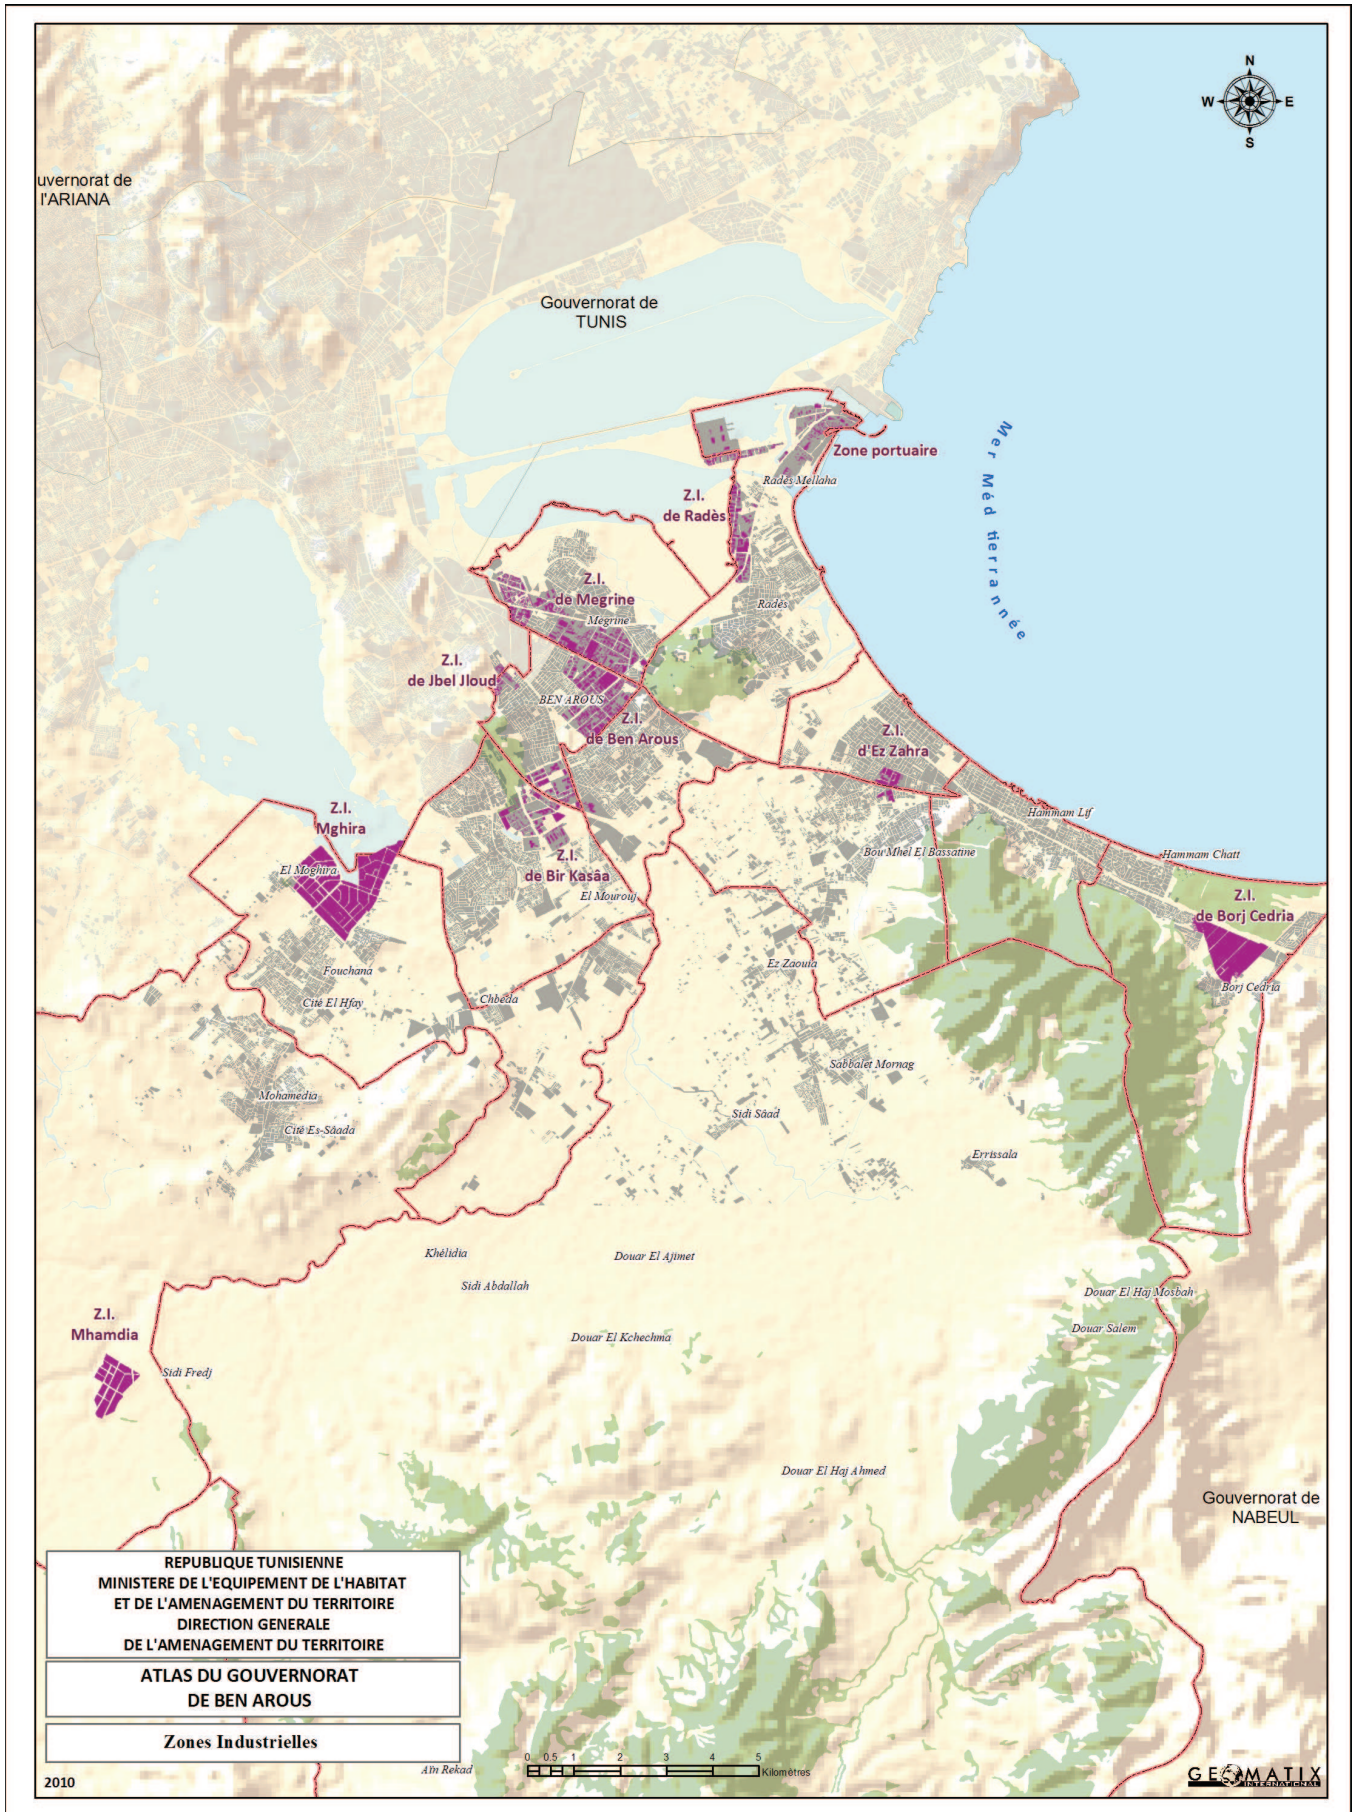 N
W E
S
uvernorat de
l'ARIANA
Gouvernorat de
TUNIS
Mer Méd tierrannée
Zone portuaire
Radès Mellaha
Z.I.
de Radès
Z.I.
de Megrine
Mégrine
Radès
Z.I.
de Jbel Jloud
BEN AROUS
Z.I.
de Ben Arous
Z.I.
d'Ez Zahra
Z.I.
Mghira
El Moghira
Hammam Lif
Bou Mhel El Bassatine
Hammam Chatt
Z.I.
de Bir Kasâa
El Mourouj
Z.I.
de Borj Cedria
Fouchana
Ez Zaouia
Borj Cedria
Cité El Hfay
Chbeda
Sabbalet Mornag
Mohamedia
Sidi Sâad
Cité Es-Sâada
Errissala
Khélidia
Douar El Ajimet
Sidi Abdallah
Douar El Haj Mosbah
Z.I.
Mhamdia
Douar El Kchechma
Douar Salem
Sidi Fredj
Douar El Haj Ahmed
Gouvernorat de
NABEUL
REPUBLIQUE TUNISIENNE
MINISTERE DE L'EQUIPEMENT DE L'HABITAT
ET DE L'AMENAGEMENT DU TERRITOIRE
DIRECTION GENERALE
DE L'AMENAGEMENT DU TERRITOIRE
ATLAS DU GOUVERNORAT
DE BEN AROUS
Zones Industrielles
0 0.5 1 2 3 4 5
Kilomètres
Aïn Rekad
2010
GEOMATIX
INTERNATIONAL